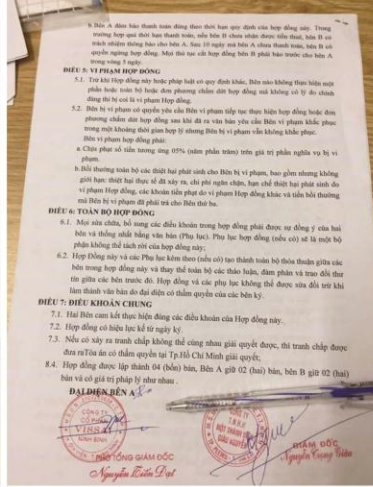 b. Bên A đảm bảo thanh toán đúng theo thời hạn quy định của hợp đồng này. Trong
trường hợp quá thời hạn thanh toán, nếu bên B chưa nhận được tiền thuê, bên B có
trách nhiệm thông báo cho bên A. Sau 10 ngày mà bên A chưa thanh toán, bên B có
quyền ngừng hợp đồng. Mọi thủ tục cắt hợp đồng bên B phải báo trước cho bên A
trong vòng 5 ngày.
ĐIỀU 5: VI PHẠM HỢP ĐỒNG
5.1. Trừ khi Hợp đồng này hoặc pháp luật có quy định khác, Bên nào không thực hiện một
phần hoặc toàn bộ hoặc đơn phương chấm dứt hợp đồng mà không có lý do chính
đáng thì bị coi là vi phạm Hợp đồng.
5.2. Bên bị vi phạm có quyền yêu cầu Bên vi phạm tiếp tục thực hiện hợp đồng hoặc đơn
phương chấm dứt hợp đồng sau khi đã ra văn bản yêu cầu Bên vi phạm khắc phục
trong một khoảng thời gian hợp lý nhưng Bên bị vi phạm vẫn không khắc phục.
Bên vi phạm hợp đồng phải:
a. Chịu phạt số tiền tương ứng 05% (năm phần trăm) trên giá trị phần nghĩa vụ bị vi
phạm.
b. Bồi thường toàn bộ các thiệt hại phát sinh cho Bên vi phạm, bao gồm nhưng không
giới hạn: thiệt hại thực tế đã xảy ra, chi phí ngăn chặn, hạn chế thiệt hại phát sinh do
vi phạm Hợp đồng, các khoản tiền phạt do vi phạm Hợp đồng khác và tiền bồi thường
mà Bên bị vi phạm đã phải trả cho Bên thứ ba.
ĐIỀU 6: TOÀN BỘ HỢP ĐỒNG
6.1. Mọi sửa chữa, bổ sung các điều khoản trong hợp đồng phải được sự đồng ý của hai
bên và thống nhất bằng văn bản (Phụ lục). Phụ lục hợp đồng (nếu có) sẽ là một bộ
phận không thể tách rời của hợp đồng này;
6.2. Hợp đồng này và các Phụ lục kèm theo (nếu có) tạo thành toàn bộ thỏa thuận giữa các
bên trong hợp đồng này và thay thế toàn bộ các thảo luận, đàm phán và trao đổi thư
tín giữa các bên trước đó. Hợp đồng và các phụ lục không thể được sửa đổi trừ khi
làm thành văn bản do đại diện có thẩm quyền của các bên ký.
ĐIỀU 7: ĐIỀU KHOẢN CHUNG
7.1. Hai Bên cam kết thực hiện đúng các điều khoản của Hợp đồng này.
7.2. Hợp đồng có hiệu lực kể từ ngày ký.
7.3. Nếu có xảy ra tranh chấp không thể cùng nhau giải quyết được, thì tranh chấp được
đưa raTòa án có thẩm quyền tại Tp.Hồ Chí Minh giải quyết;
8.4. Hợp đồng được lập thành 04 (bốn) bản, Bên A giữ 02 (hai) bản, bên B giữ 02 (hai)
bản và có giá trị pháp lý như nhau .
ĐẠI DIỆN BÊN A
CÔNG TY
CỔ PHẦN
VISSAI
NINH BÌNH
PHÓ TỔNG GIÁM ĐỐC
Nguyễn Tiến Đạt
CÔNG TY
T.N.H.H
MỘT THÀNH VIÊN
GIÁM ĐỐC
Nguyễn Trọng Giàu